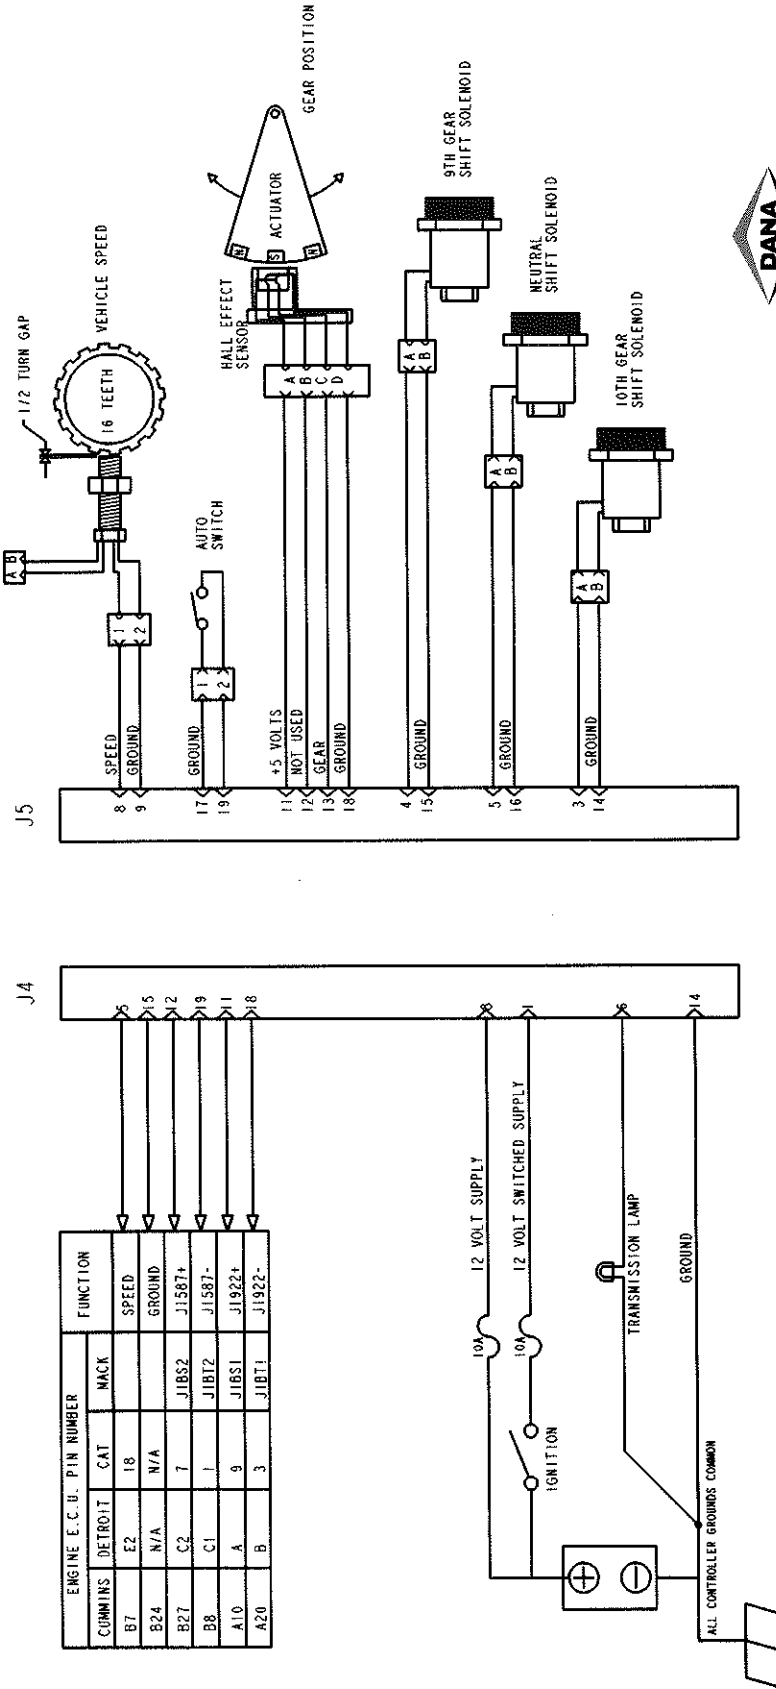 J4
ENGINE E.C.U. PIN NUMBER
FUNCTION
CUMMINS DETROIT CAT MACK
B7 E2 18 SPEED 5
B24 N/A N/A GROUND 15
B27 C2 7 J1BS2 J1587+ 12
B8 C1 1 J1BT2 J1587- 19
A10 A 9 J1BS1 J1922+ 11
A20 B 3 J1BT1 J1922- 18
10A
12 VOLT SUPPLY
8
10A
12 VOLT SWITCHED SUPPLY
1
IGNITION
TRANSMISSION LAMP
6
GROUND
14
ALL CONTROLLER GROUNDS COMMON
J5
8 SPEED 1
9 GROUND 2
A B
1/2 TURN GAP
16 TEETH
VEHICLE SPEED
17 GROUND 1
19 2
AUTO
SWITCH
11 +5 VOLTS A
12 NOT USED B
13 GEAR C
18 GROUND D
HALL EFFECT
SENSOR
N
S
N
ACTUATOR
GEAR POSITION
4 A
15 GROUND B
9TH GEAR
SHIFT SOLENOID
5 A
16 GROUND B
NEUTRAL
SHIFT SOLENOID
3 A
14 GROUND B
10TH GEAR
SHIFT SOLENOID
DANA